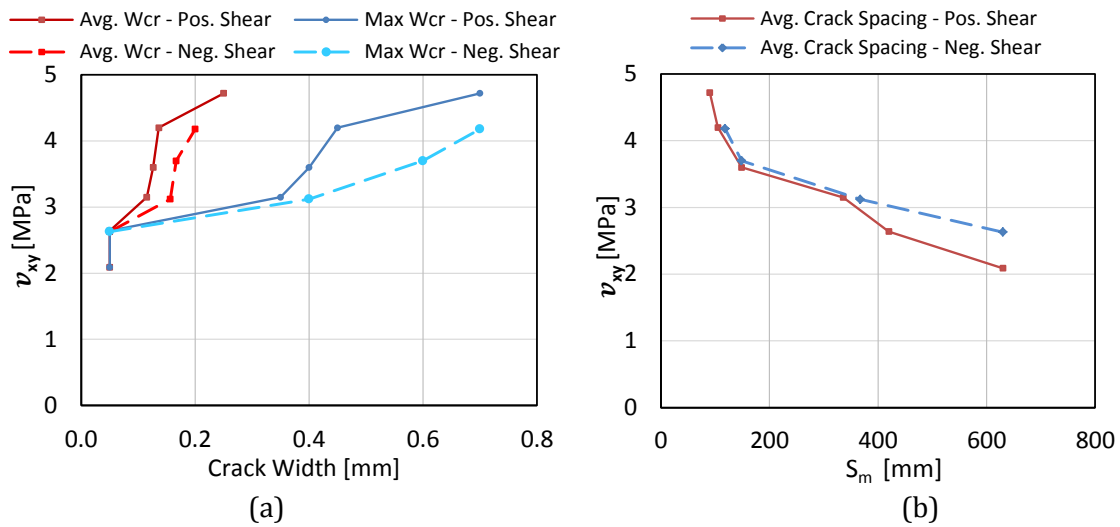 Avg. Wcr - Pos. Shear
Max Wcr - Pos. Shear
Avg. Wcr - Neg. Shear
Max Wcr - Neg. Shear
5
4
3
2
1
0
v_xy [MPa]
0.0 0.2 0.4 0.6 0.8
Crack Width [mm]
(a)
Avg. Crack Spacing - Pos. Shear
Avg. Crack Spacing - Neg. Shear
5
4
3
2
1
0
v_xy [MPa]
0 200 400 600 800
S_m [mm]
(b)